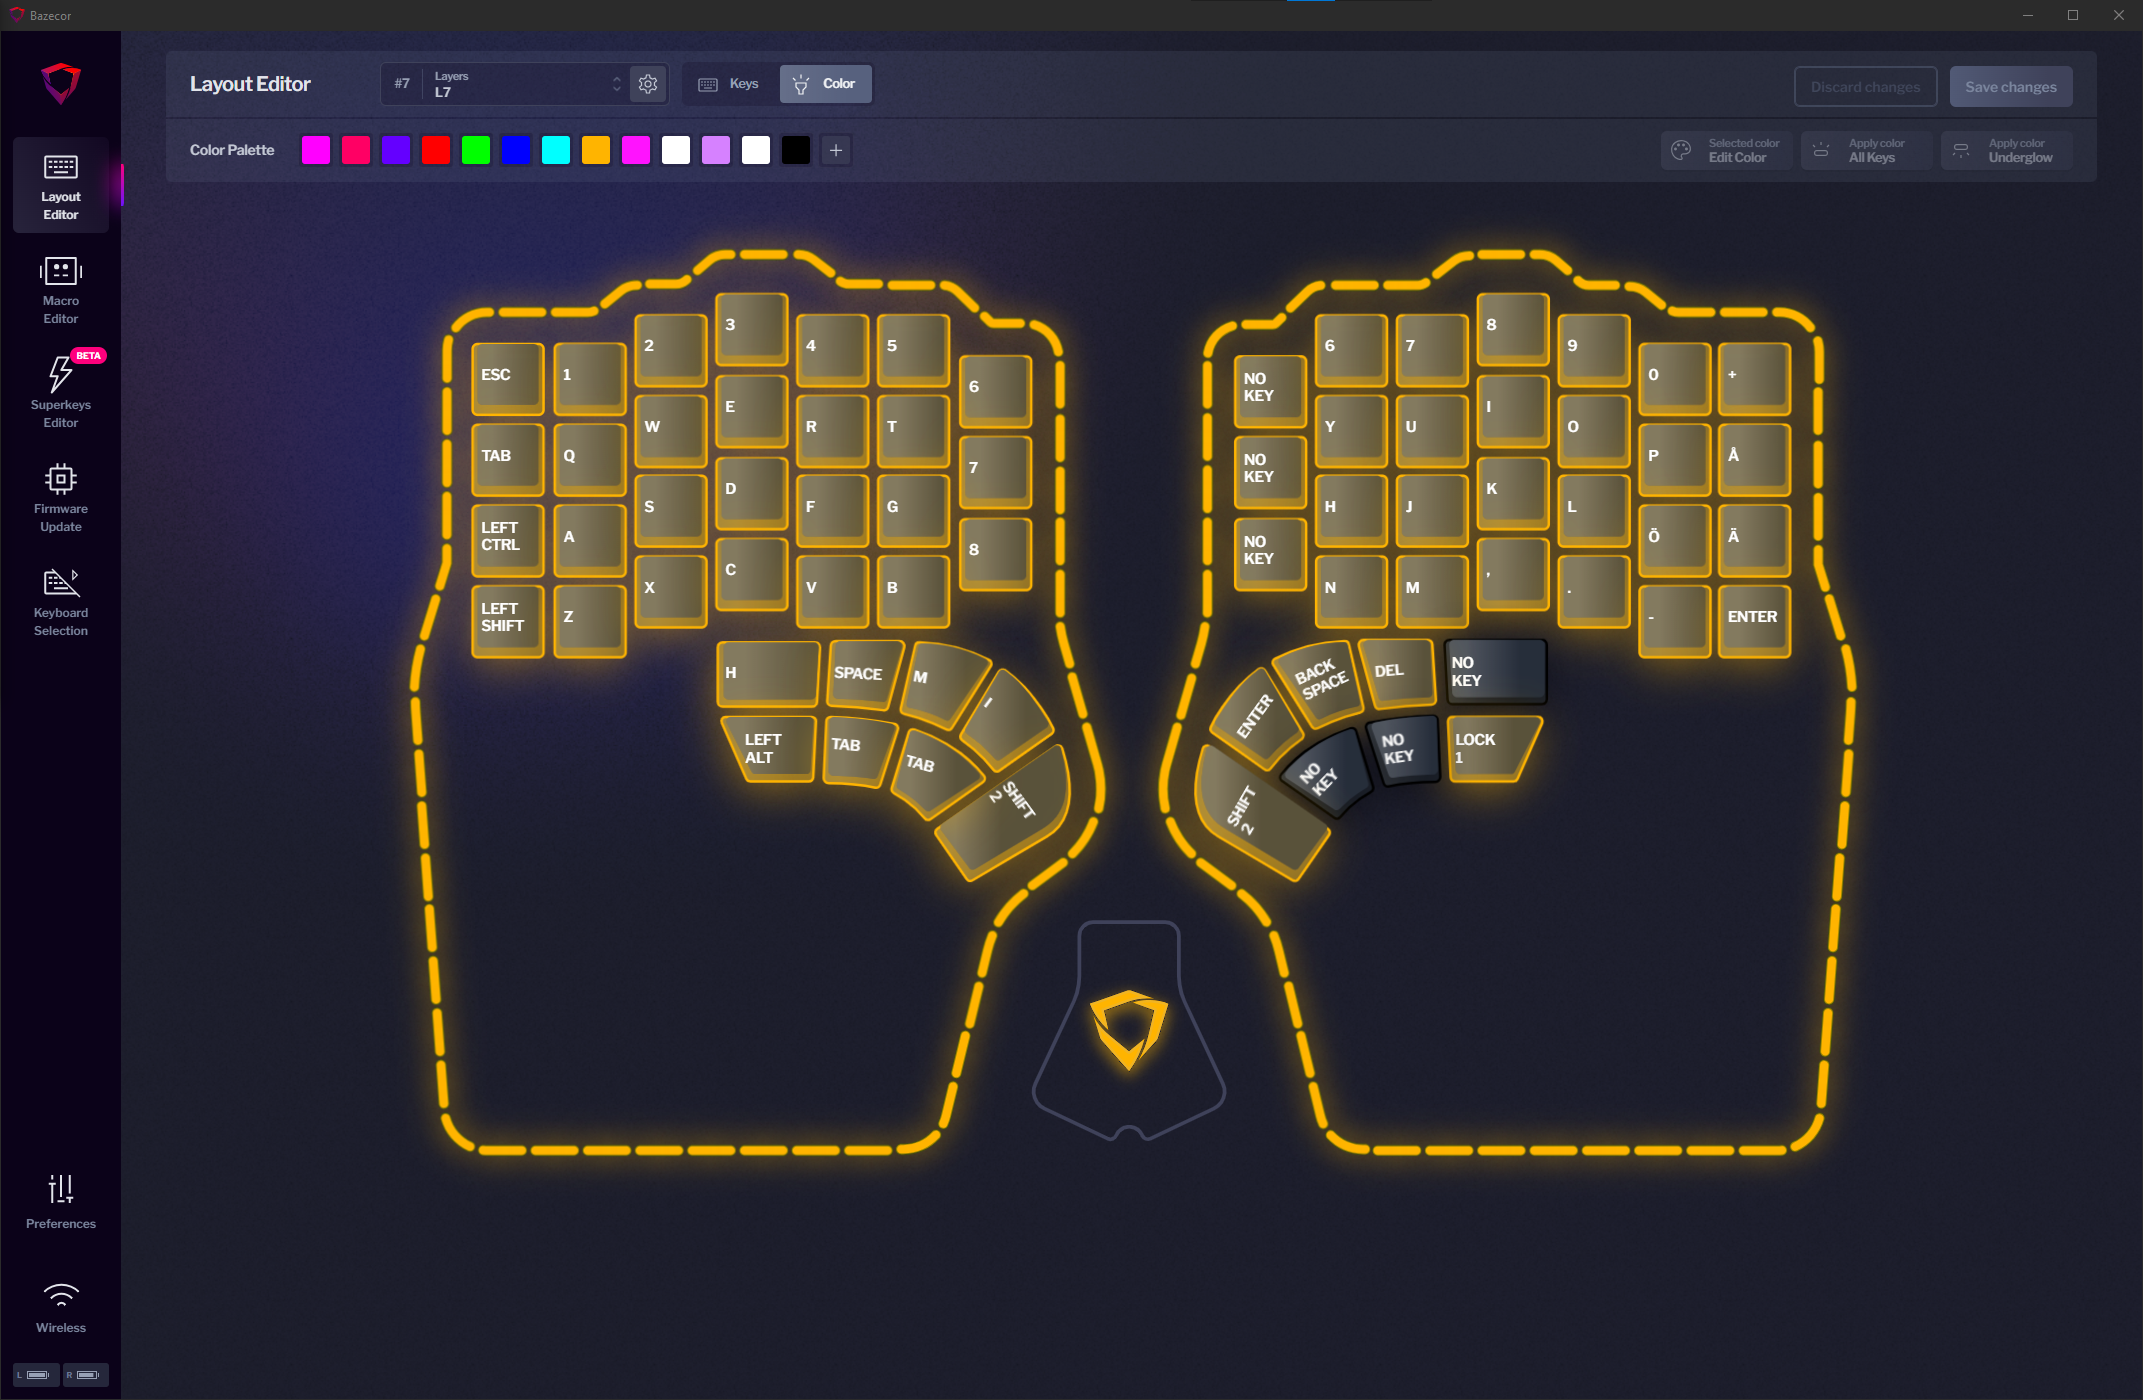 Bazecor
Layout Editor
#7
Layers
L7
Keys
Color
Discard changes
Save changes
Color Palette
+
Selected color
Edit Color
Apply color
All Keys
Apply color
Underglow
Layout
Editor
Macro
Editor
BETA
Superkeys
Editor
Firmware
Update
Keyboard
Selection
Preferences
Wireless
L
R
ESC
1
2
3
4
5
6
TAB
Q
W
E
R
T
7
LEFT
CTRL
A
S
D
F
G
8
LEFT
SHIFT
Z
X
C
V
B
H
SPACE
M
I
LEFT
ALT
TAB
TAB
SHIFT
2
NO
KEY
6
7
8
9
0
+
NO
KEY
Y
U
I
O
P
Å
NO
KEY
H
J
K
L
Ö
Ä
N
M
,
.
-
ENTER
ENTER
BACK
SPACE
DEL
NO
KEY
SHIFT
2
NO
KEY
NO
KEY
LOCK
1